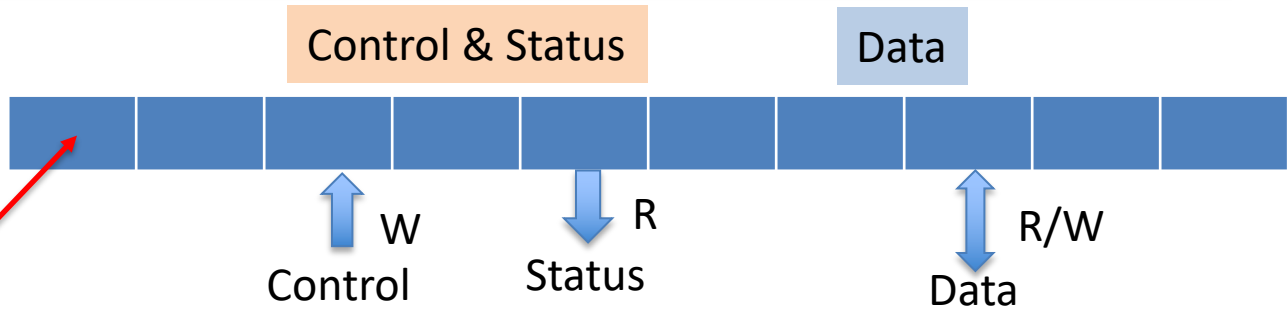 Control & Status
Data
W
R
R/W
Control
Status
Data